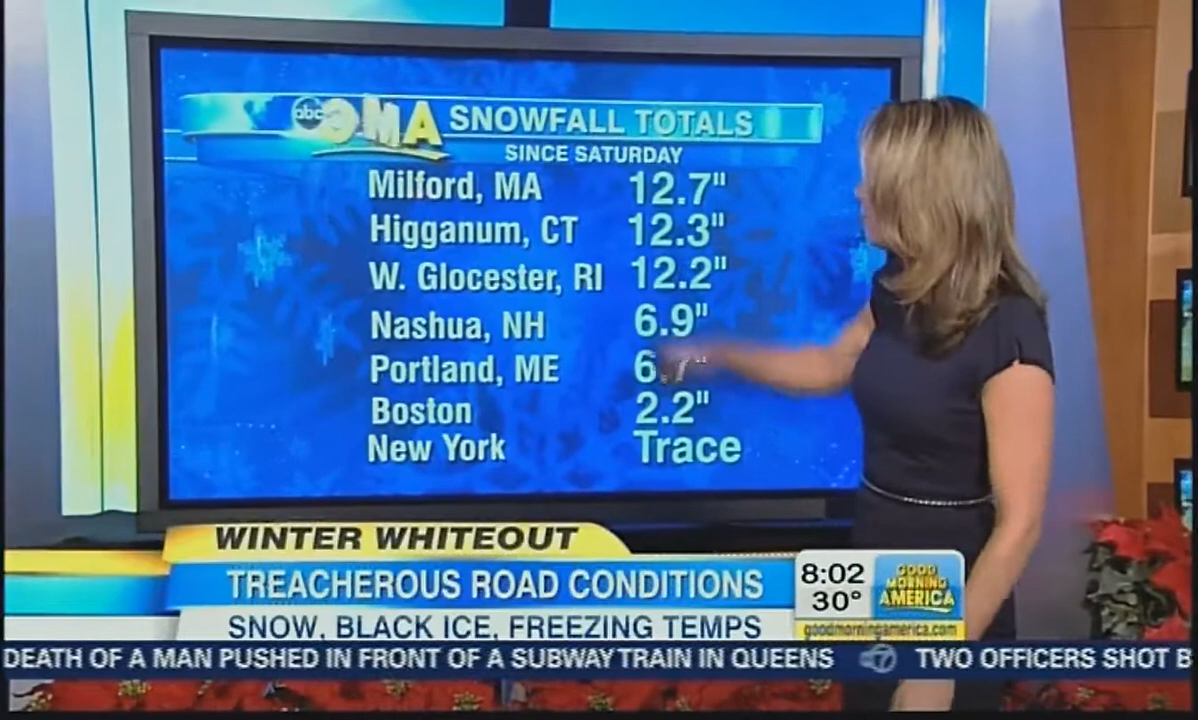 abc GMA SNOWFALL TOTALS
SINCE SATURDAY
Milford, MA 12.7"
Higganum, CT 12.3"
W. Glocester, RI 12.2"
Nashua, NH 6.9"
Portland, ME
Boston 2.2"
New York Trace
WINTER WHITEOUT
TREACHEROUS ROAD CONDITIONS
SNOW, BLACK ICE, FREEZING TEMPS
8:02
30°
GOOD
MORNING
AMERICA
goodmorningamerica.com
DEATH OF A MAN PUSHED IN FRONT OF A SUBWAY TRAIN IN QUEENS 7 TWO OFFICERS SHOT B